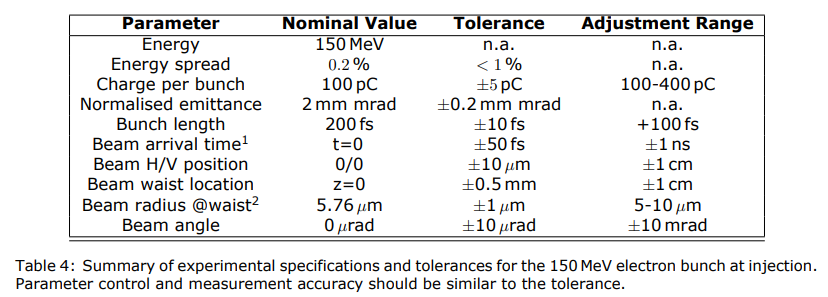 Parameter Nominal Value Tolerance Adjustment Range
Energy 150 MeV n.a. n.a.
Energy spread 0.2 % < 1 % n.a.
Charge per bunch 100 pC ±5 pC 100-400 pC
Normalised emittance 2 mm mrad ±0.2 mm mrad n.a.
Bunch length 200 fs ±10 fs +100 fs
Beam arrival time¹ t=0 ±50 fs ±1 ns
Beam H/V position 0/0 ±10 μm ±1 cm
Beam waist location z=0 ±0.5 mm ±1 cm
Beam radius @waist² 5.76 μm ±1 μm 5-10 μm
Beam angle 0 μrad ±10 μrad ±10 mrad
Table 4: Summary of experimental specifications and tolerances for the 150 MeV electron bunch at injection.
Parameter control and measurement accuracy should be similar to the tolerance.